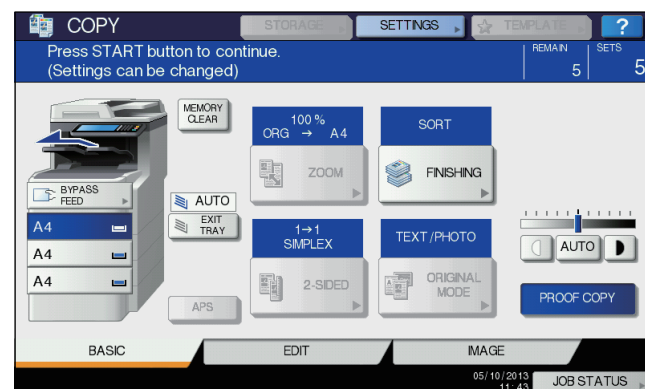 COPY
STORAGE
SETTINGS
TEMPLATE
?
Press START button to continue.
(Settings can be changed)
REMAIN
5
SETS
5
MEMORY
CLEAR
100 %
ORG → A4
ZOOM
SORT
FINISHING
BYPASS
FEED
AUTO
EXIT
TRAY
A4
A4
A4
APS
1→1
SIMPLEX
2-SIDED
TEXT/PHOTO
ORIGINAL
MODE
AUTO
PROOF COPY
BASIC
EDIT
IMAGE
05/10/2013
11:43
JOB STATUS